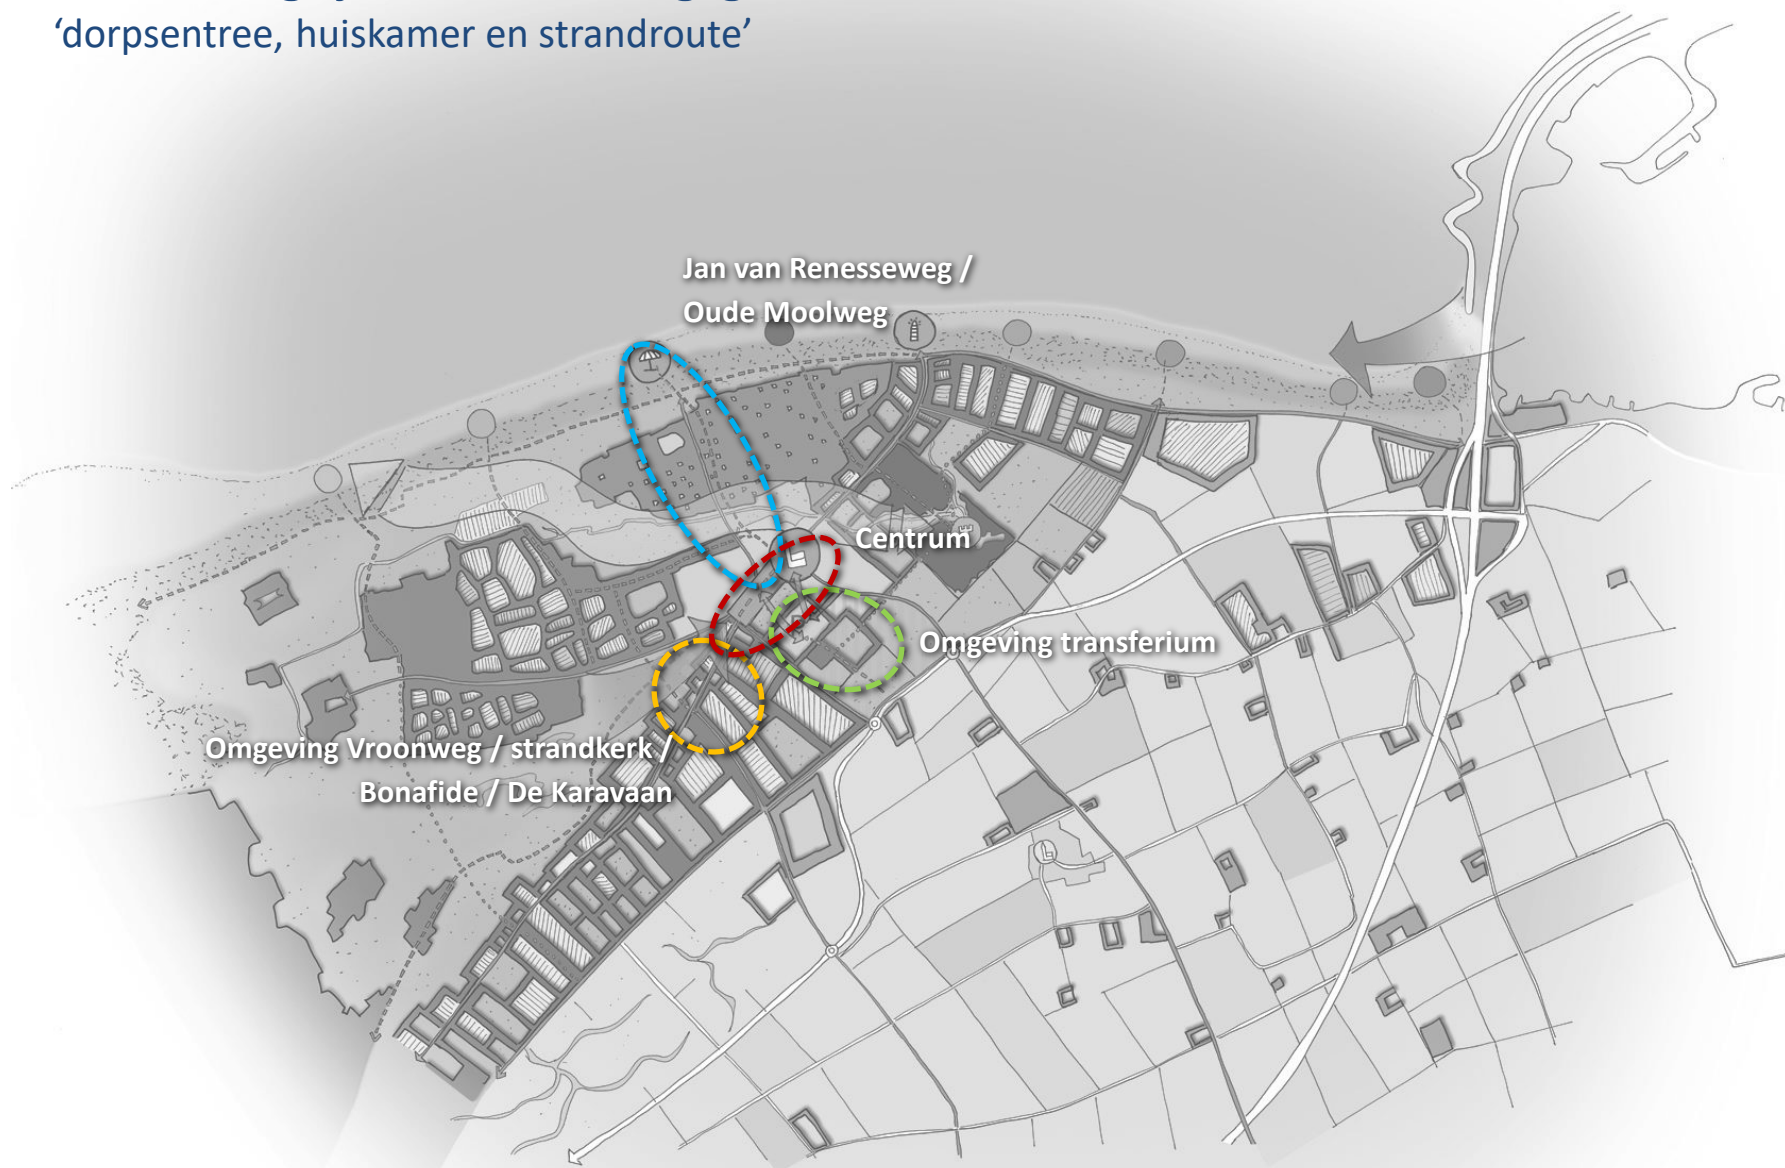 ‘dorpsentree, huiskamer en strandroute’
Jan van Renesseweg /
Oude Moolweg
Centrum
Omgeving transferium
Omgeving Vroonweg / strandkerk /
Bonafide / De Karavaan